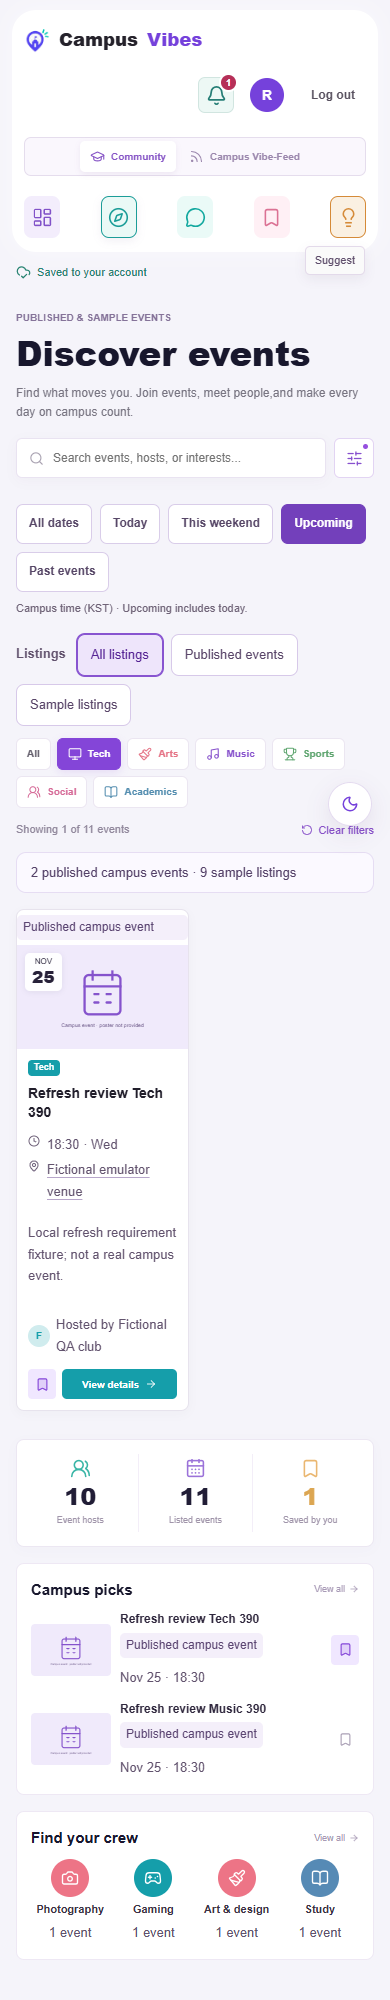 Campus Vibes
1
R
Log out
Community
Campus Vibe-Feed
Suggest
Saved to your account
PUBLISHED & SAMPLE EVENTS
Discover events
Find what moves you. Join events, meet people,and make every
day on campus count.
Search events, hosts, or interests...
All dates
Today
This weekend
Upcoming
Past events
Campus time (KST) · Upcoming includes today.
Listings
All listings
Published events
Sample listings
All
Tech
Arts
Music
Sports
Social
Academics
Showing 1 of 11 events
Clear filters
2 published campus events · 9 sample listings
Published campus event
NOV
25
Campus event · poster not provided
Tech
Refresh review Tech
390
18:30 · Wed
Fictional emulator
venue
Local refresh requirement
fixture; not a real campus
event.
F
Hosted by Fictional
QA club
View details
10
11
1
Event hosts
Listed events
Saved by you
Campus picks
View all
Refresh review Tech 390
Published campus event
Nov 25 · 18:30
Refresh review Music 390
Published campus event
Nov 25 · 18:30
Find your crew
View all
Photography
Gaming
Art & design
Study
1 event
1 event
1 event
1 event